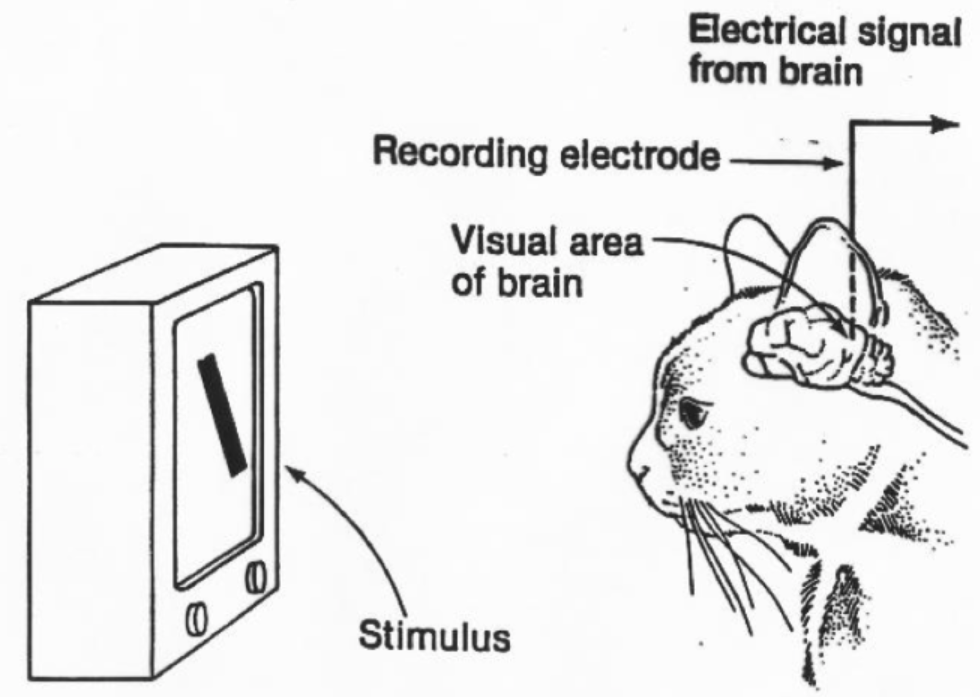 Electrical signal
from brain
Recording electrode
Visual area
of brain
Stimulus